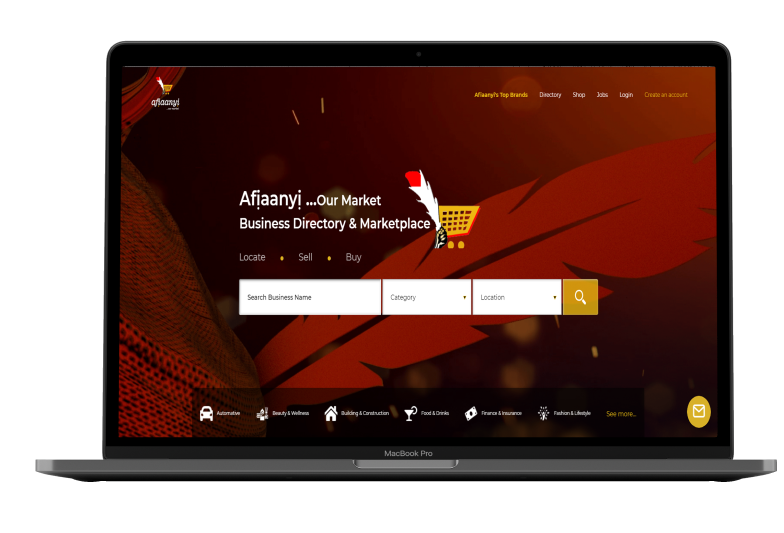 afịaanyị
Afịaanyị's Top Brands Directory Shop Jobs Login Create an account
Afịaanyị ...Our Market
Business Directory & Marketplace
Locate • Sell • Buy
Search Business Name Category Location
Automotive Beauty & Wellness Building & Construction Food & Drinks Finance & Insurance Fashion & Lifestyle See more...
MacBook Pro